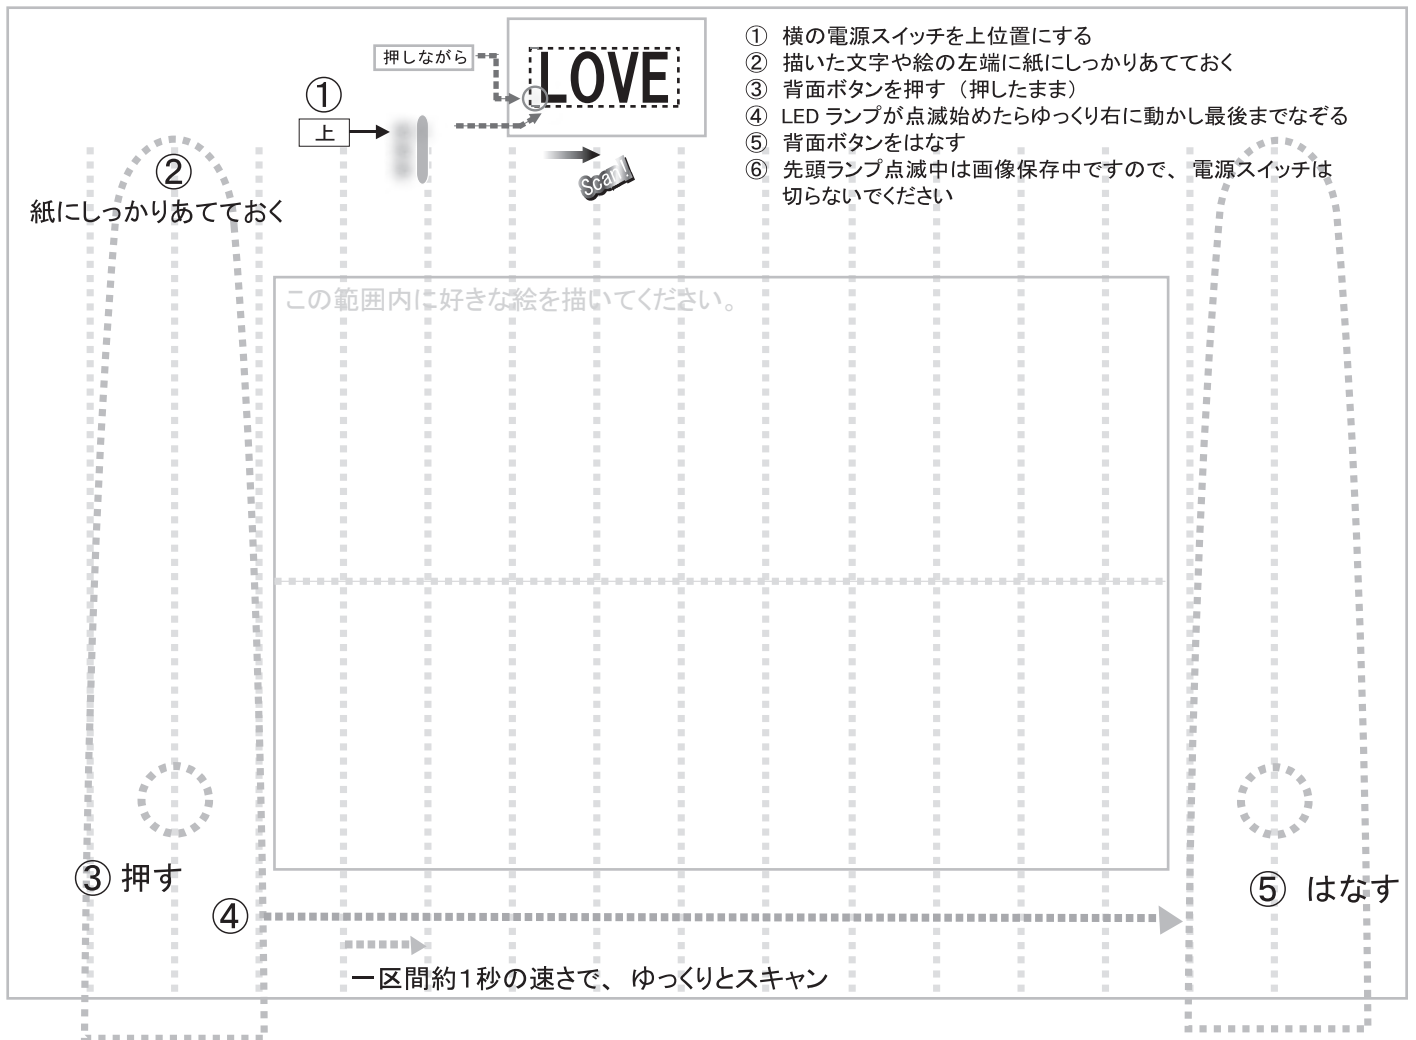 押しながら
LOVE
①
上
Scan!
① 横の電源スイッチを上位置にする
② 描いた文字や絵の左端に紙にしっかりあてておく
③ 背面ボタンを押す（押したまま）
④ LED ランプが点滅始めたらゆっくり右に動かし最後までなぞる
⑤ 背面ボタンをはなす
⑥ 先頭ランプ点滅中は画像保存中ですので、電源スイッチは
切らないでください
②
紙にしっかりあてておく
この範囲内に好きな絵を描いてください。
③ 押す
④
⑤ はなす
一区間約1秒の速さで、ゆっくりとスキャン